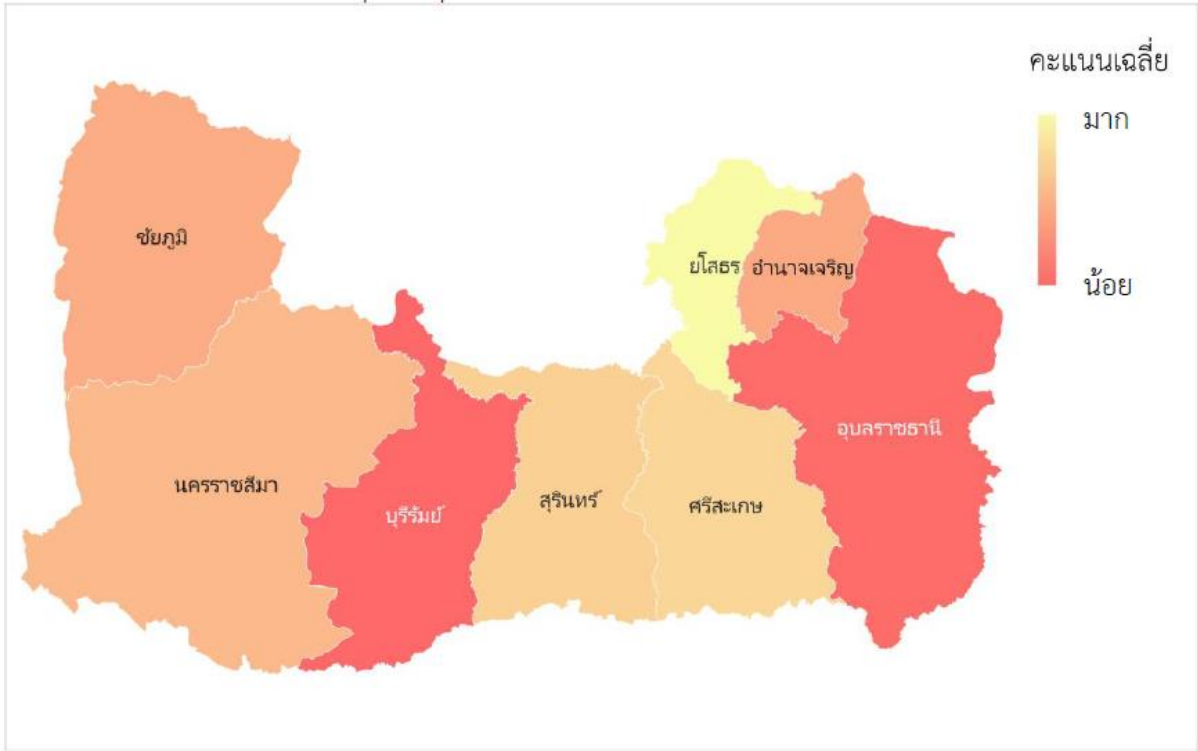 คะแนนเฉลี่ย
มาก
น้อย
ชัยภูมิ
ยโสธร
อำนาจเจริญ
อุบลราชธานี
นครราชสีมา
บุรีรัมย์
สุรินทร์
ศรีสะเกษ